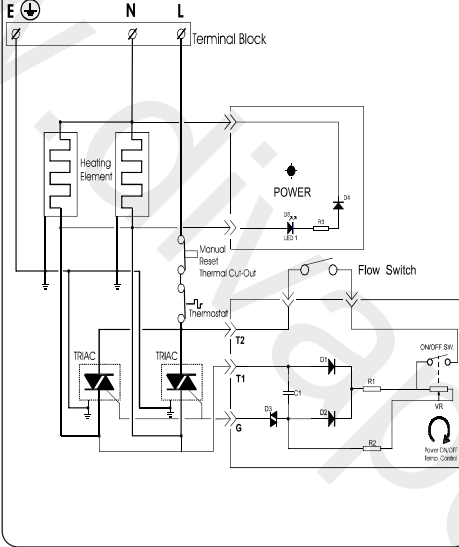 E N L
Terminal Block
Heating
Element
POWER
D4
D5
R3
LED 1
Manual
Reset
Thermal Cut-Out
Flow Switch
Thermostat
T2
ON/OFF SW.
TRIAC TRIAC
T1
D1
C1
R1
VR
D3
D2
G
R2
Power ON/OFF
Temp. Control